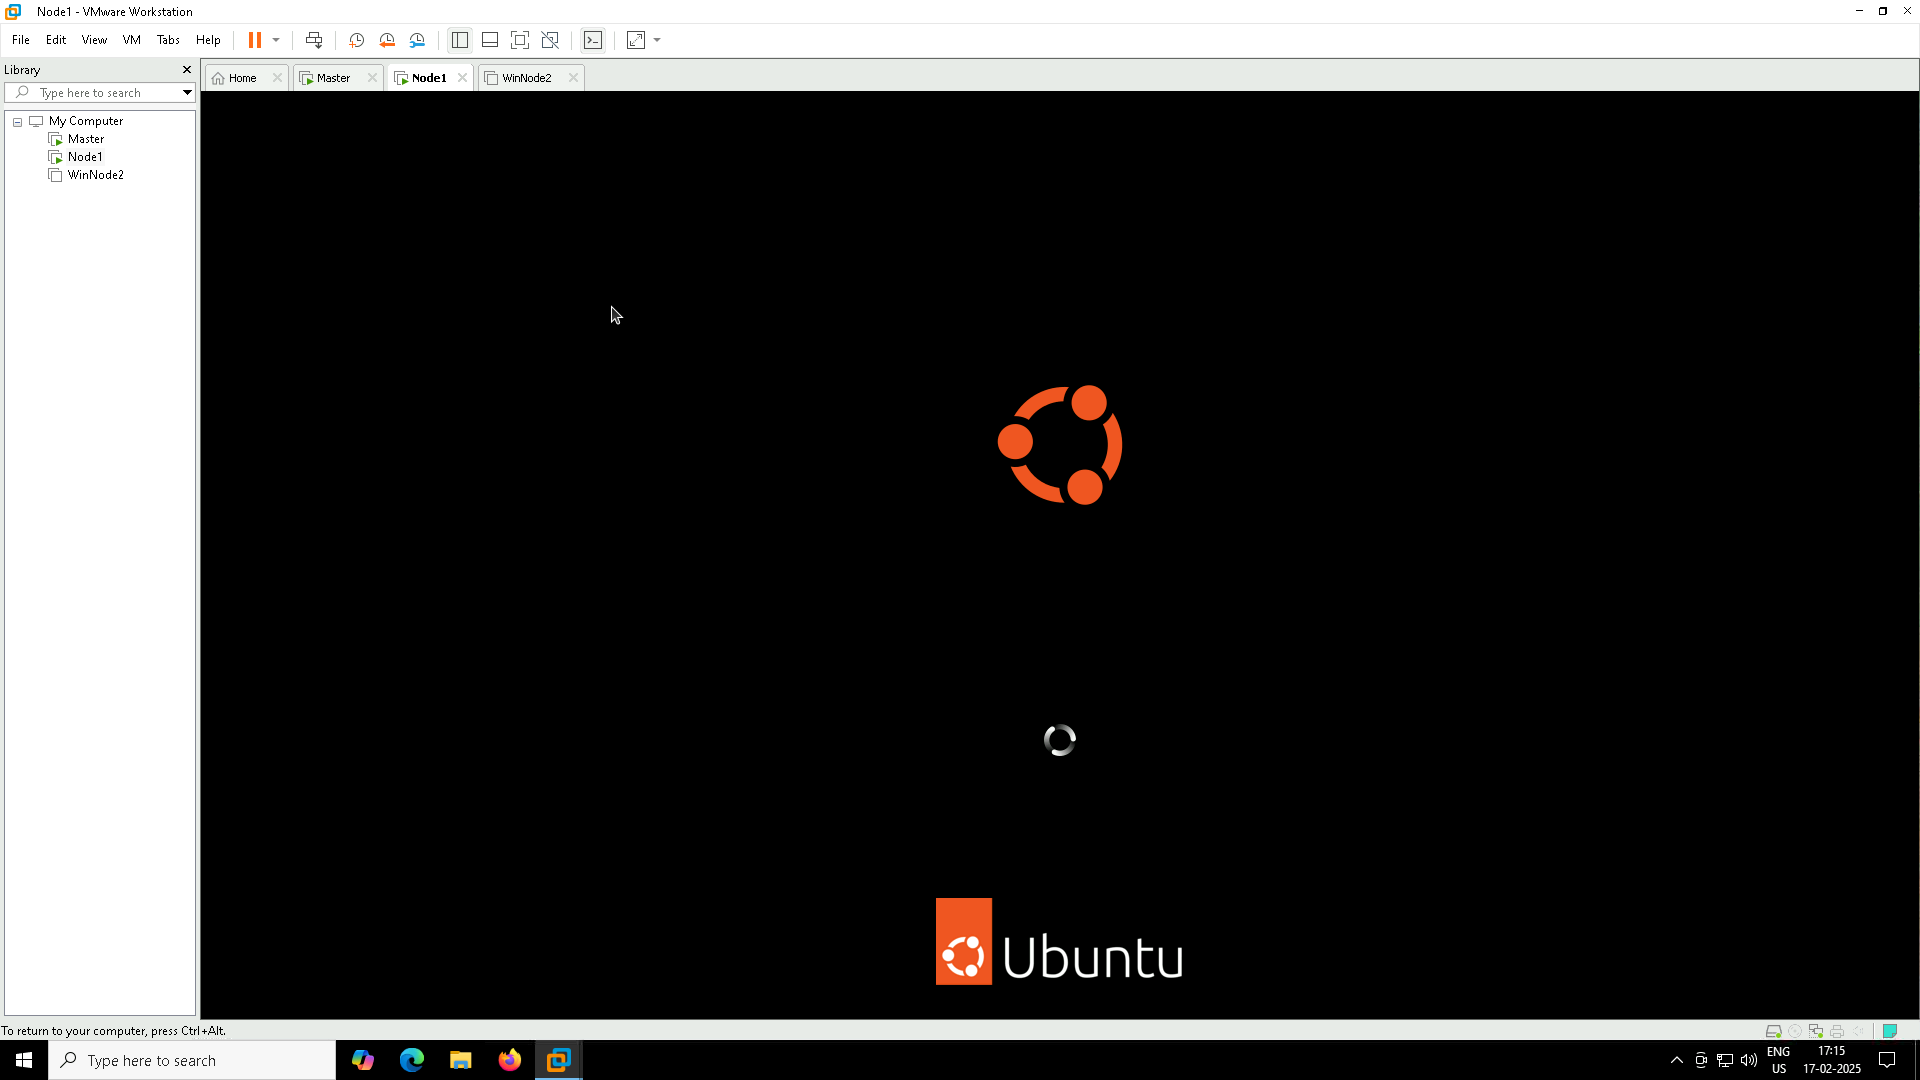 Node1 - VMware Workstation
File Edit View VM Tabs Help
Library
Type here to search
My Computer
Master
Node1
WinNode2
Home
Master
Node1
WinNode2
Ubuntu
To return to your computer, press Ctrl+Alt.
Type here to search
ENG
US
17:15
17-02-2025